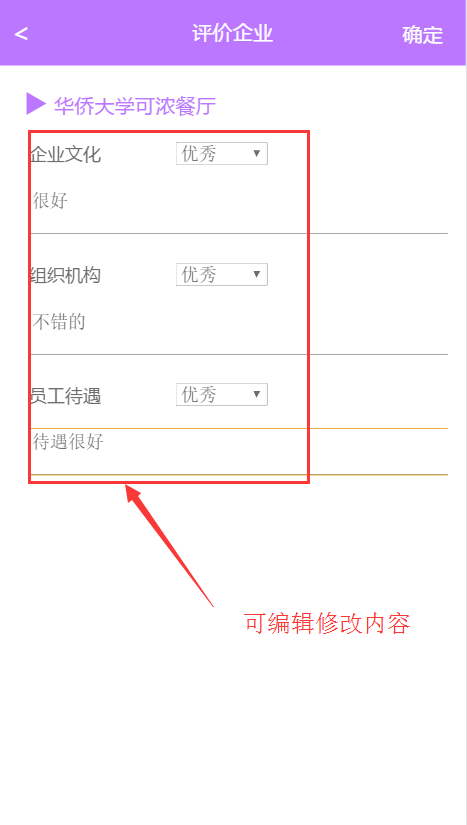 < 评价企业 确定
华侨大学可浓餐厅
企业文化 优秀
很好
组织机构 优秀
不错的
员工待遇 优秀
待遇很好
可编辑修改内容